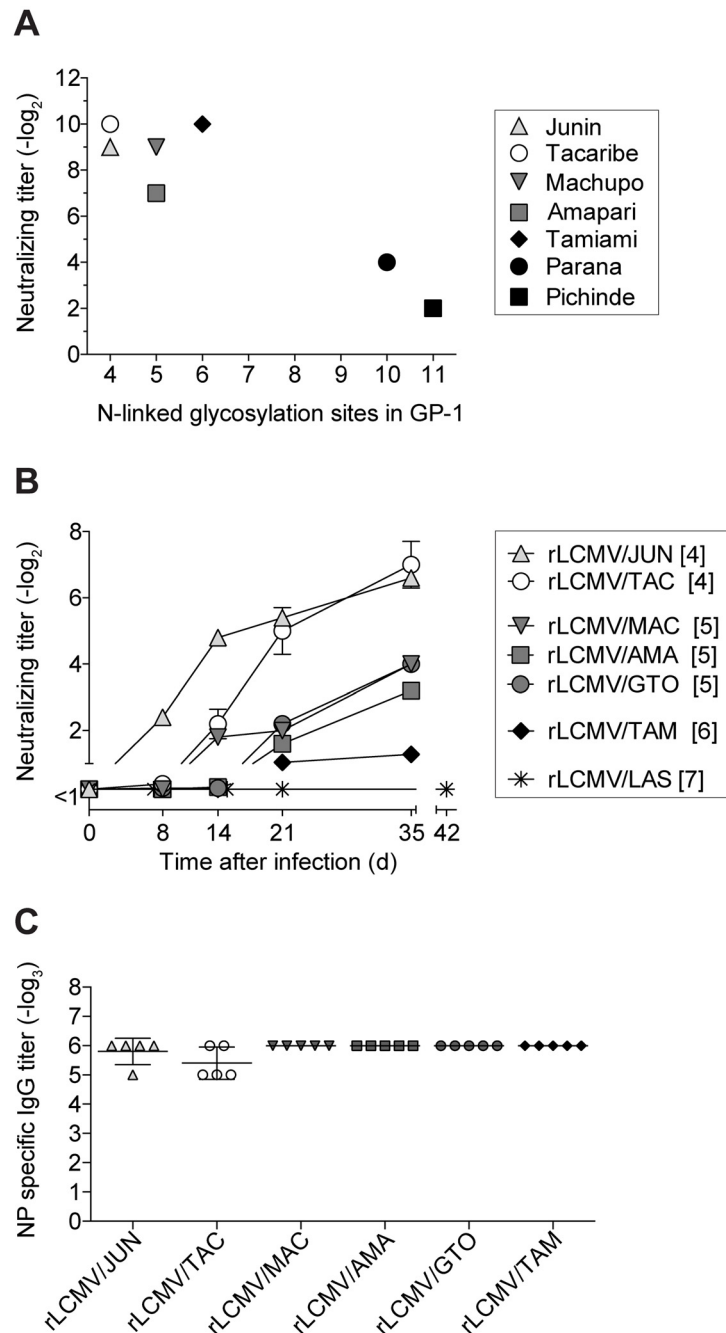 A
Neutralizing titer (-log2)
12
10
8
6
4
2
0
4 5 6 7 8 9 10 11
N-linked glycosylation sites in GP-1
Junin
Tacaribe
Machupo
Amapari
Tamiami
Parana
Pichinde
B
Neutralizing titer (-log2)
8
6
4
2
<1
0 8 14 21 35 42
Time after infection (d)
rLCMV/JUN [4]
rLCMV/TAC [4]
rLCMV/MAC [5]
rLCMV/AMA [5]
rLCMV/GTO [5]
rLCMV/TAM [6]
rLCMV/LAS [7]
C
NP specific IgG titer (-log3)
8
7
6
5
4
3
2
1
0
rLCMV/JUN
rLCMV/TAC
rLCMV/MAC
rLCMV/AMA
rLCMV/GTO
rLCMV/TAM